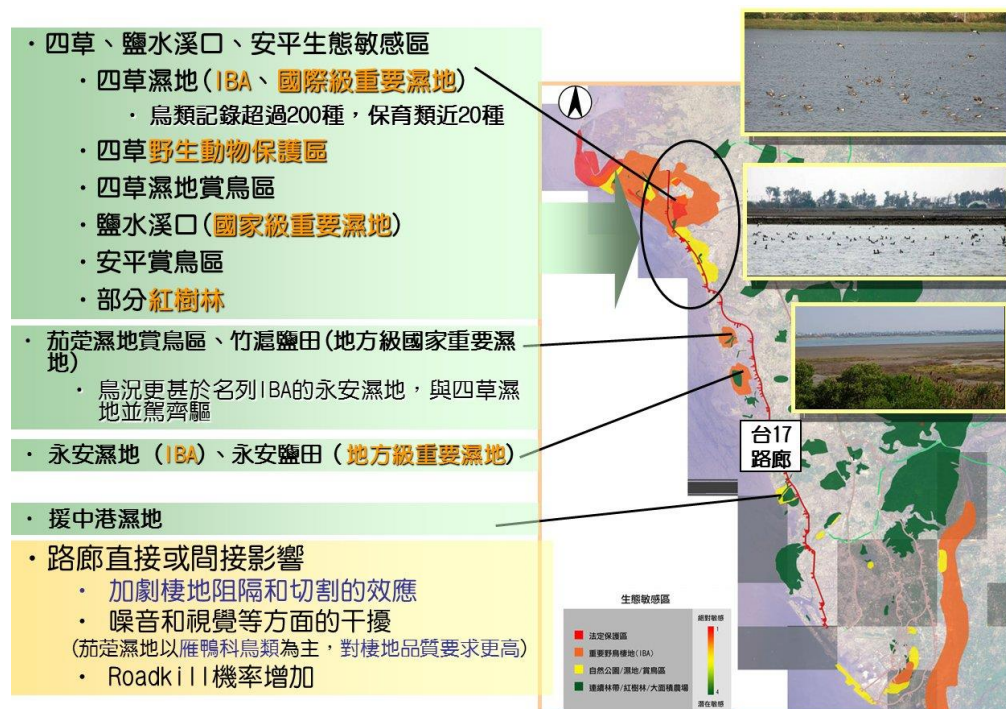 ・四草、鹽水溪口、安平生態敏感區
・四草濕地(IBA、國際級重要濕地)
・鳥類記錄超過200種，保育類近20種
・四草野生動物保護區
・四草濕地賞鳥區
・鹽水溪口(國家級重要濕地)
・安平賞鳥區
・部分紅樹林
・茄萣濕地賞鳥區、竹滬鹽田(地方級國家重要濕
地)
・鳥況更甚於名列IBA的永安濕地，與四草濕
地並駕齊驅
・永安濕地 (IBA)、永安鹽田 (地方級重要濕地)
・援中港濕地
・路廊直接或間接影響
・加劇棲地阻隔和切割的效應
・噪音和視覺等方面的干擾
(茄萣濕地以雁鴨科鳥類為主，對棲地品質要求更高)
・Roadkill機率增加
台17
路廊
生態敏感區
法定保護區
重要野鳥棲地(IBA)
自然公園/濕地/賞鳥區
連續林帶/紅樹林/大面積農場
絕對敏感
1
4
潛在敏感